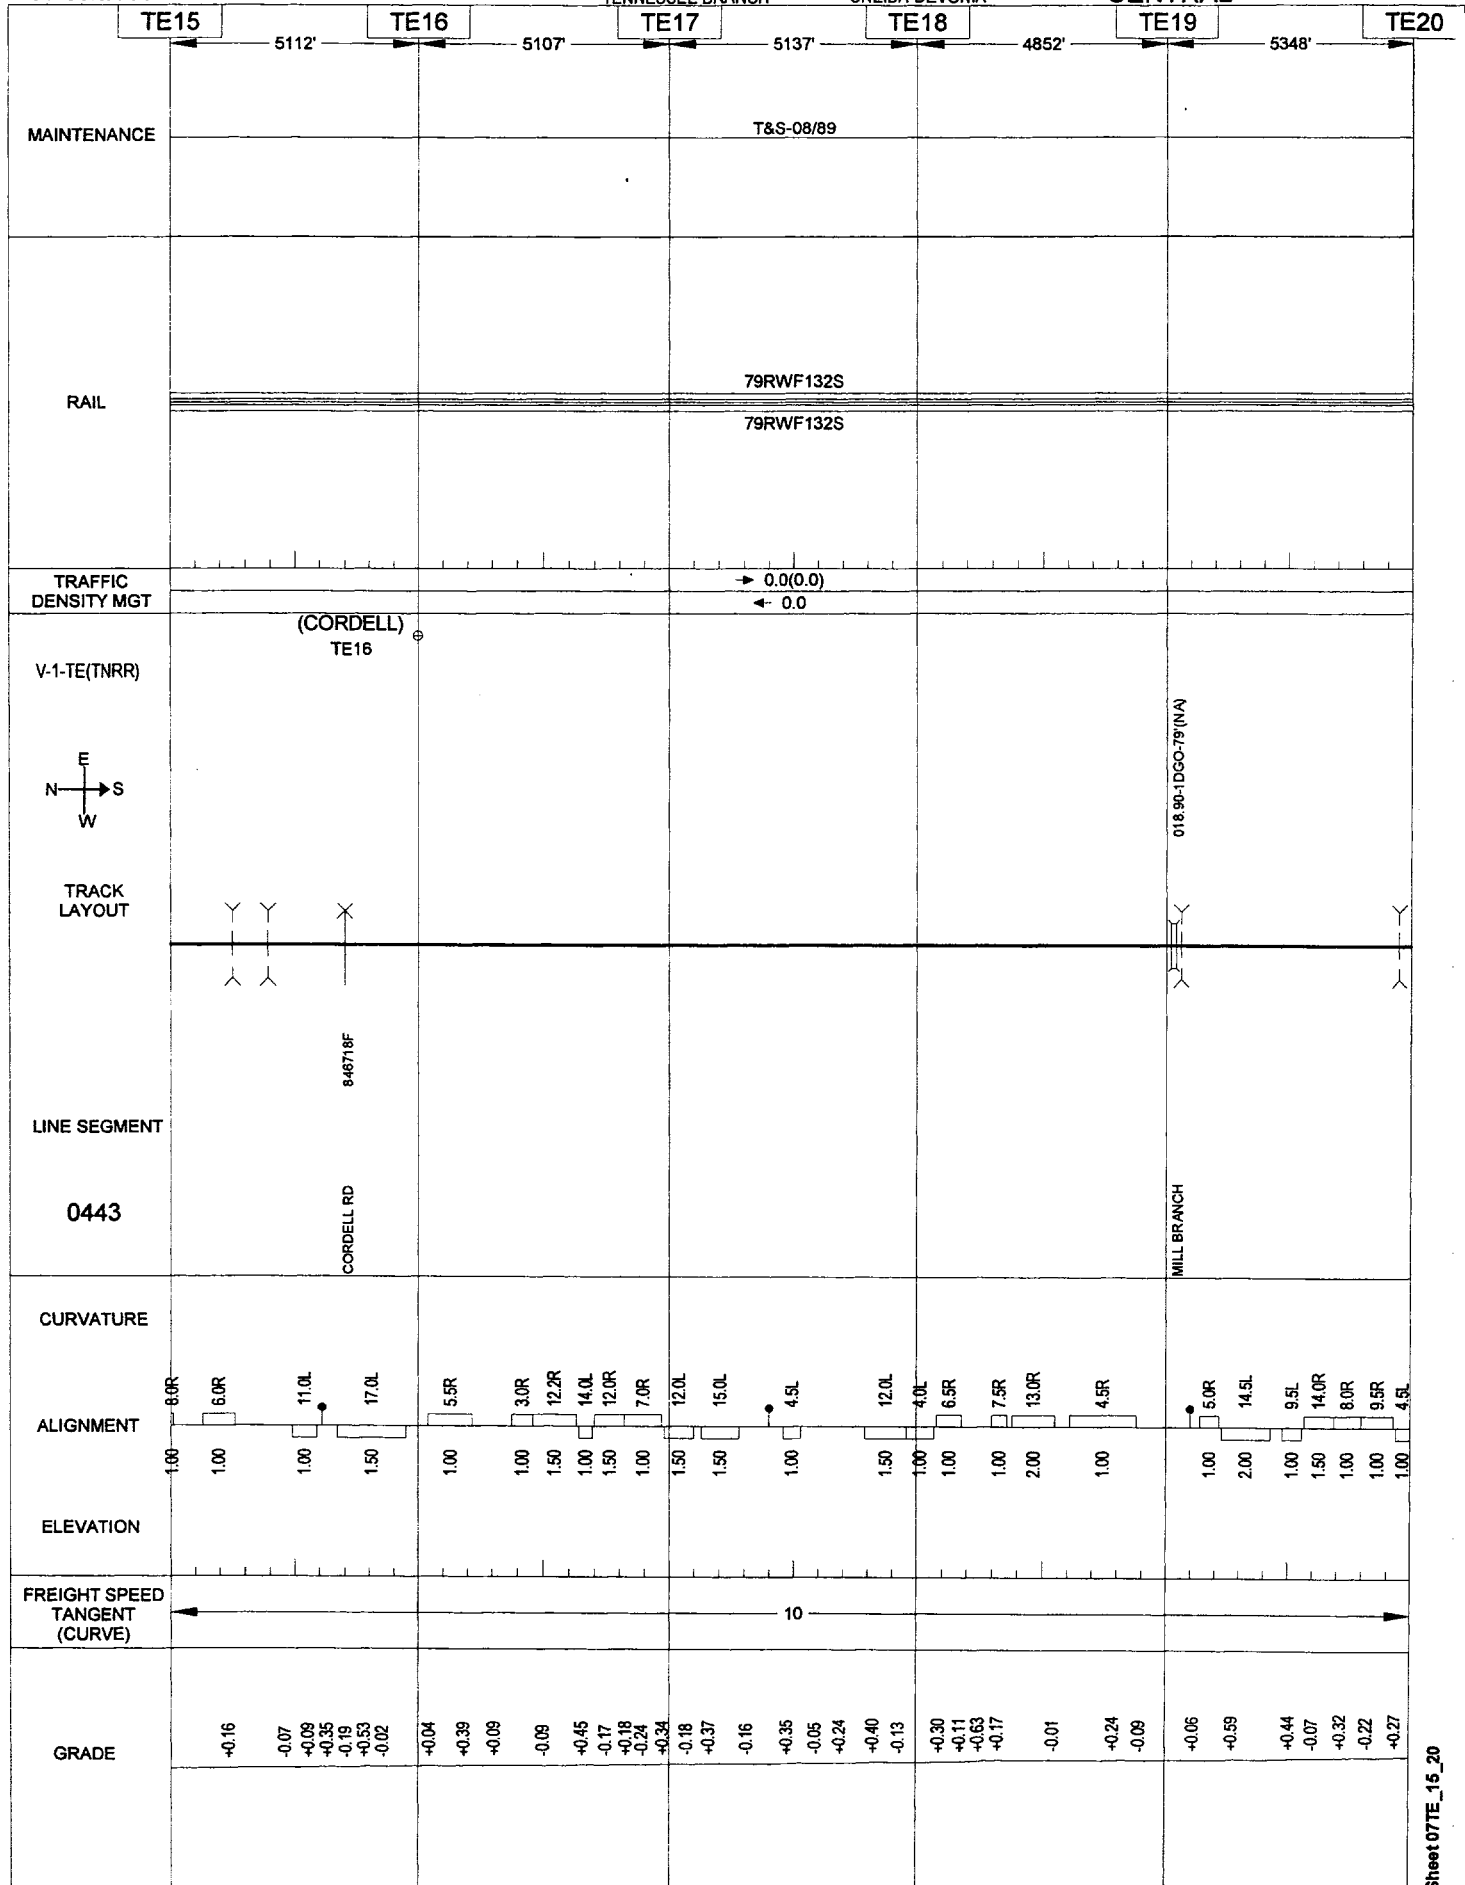 TE15 TE16 TE17 TE18 TE19 TE20
5112' 5107' 5137' 4852' 5348'
MAINTENANCE
T&S-08/89
79RWF132S
RAIL
79RWF132S
TRAFFIC
DENSITY MGT
0.0(0.0)
0.0
(CORDELL)
TE16
V-1-TE(TNRR)
E
N S
W
018.90-1DGO-79'(NA)
TRACK
LAYOUT
846718F
LINE SEGMENT
0443
CORDELL RD
MILL BRANCH
CURVATURE
8.0R 6.0R 11.0L 17.0L 5.5R 3.0R 12.2R 14.0L 12.0R 7.0R 12.0L 15.0L 4.5L 12.0L 4.0L 6.5R 7.5R 13.0R 4.5R 5.0R 14.5L 9.5L 14.0R 8.0R 9.5R 4.5L
ALIGNMENT
1.00 1.00 1.00 1.50 1.00 1.00 1.50 1.00 1.50 1.00 1.50 1.50 1.00 1.50 1.00 1.00 1.00 2.00 1.00 1.00 2.00 1.00 1.50 1.00 1.00 1.00
ELEVATION
FREIGHT SPEED
TANGENT
(CURVE)
10
GRADE
+0.16 -0.07 +0.09 +0.35 -0.19 +0.53 -0.02 +0.04 +0.39 +0.09 -0.09 +0.45 -0.17 +0.18 -0.24 +0.34 -0.18 +0.37 -0.16 +0.35 -0.05 +0.24 +0.40 -0.13 +0.30 +0.11 +0.63 +0.17 -0.01 +0.24 -0.09 +0.06 +0.59 +0.44 -0.07 +0.32 -0.22 +0.27
Sheet 07TE_15_20